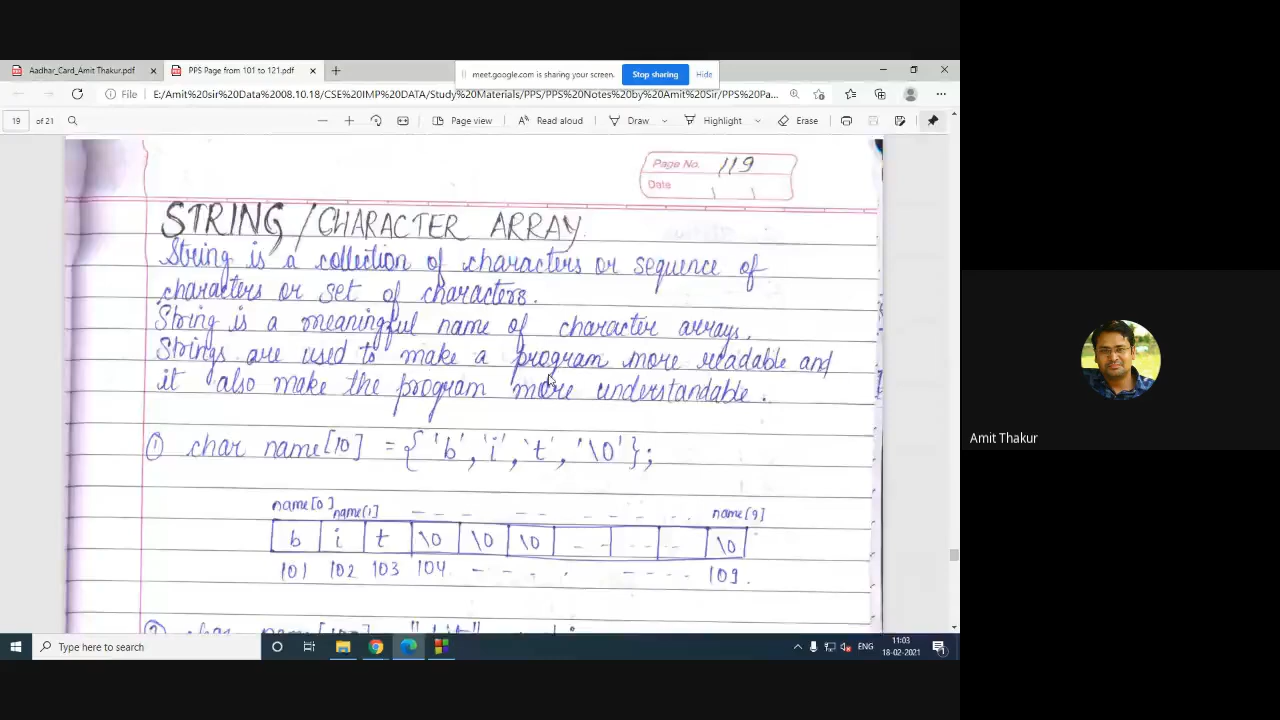 Aadhar_Card_Amit Thakur.pdf
PPS Page from 101 to 121.pdf
meet.google.com is sharing your screen.
Stop sharing
Hide
File
E:/Amit%20sir%20Data%2008.10.18/CSE%20IMP%20DATA/Study%20Materials/PPS/PPS%20Notes%20by%20Amit%20Sir/PPS%20Pa...
19 of 21
Page view
Read aloud
Draw
Highlight
Erase
Page No. 119
Date
STRING/CHARACTER ARRAY
String is a collection of characters or sequence of
characters or set of characters.
String is a meaningful name of character arrays.
Strings are used to make a program more readable and
it also make the program more understandable.
① char name[10] = {'b','i','t','\0'};
name[0] name[1] -- - -- - - - - . name[9]
b i t \0 \0 \0 - - - -- - -- \0
101 102 103 104. - - - . - - - - 109.
Type here to search
ENG
11:03
18-02-2021
1
Amit Thakur